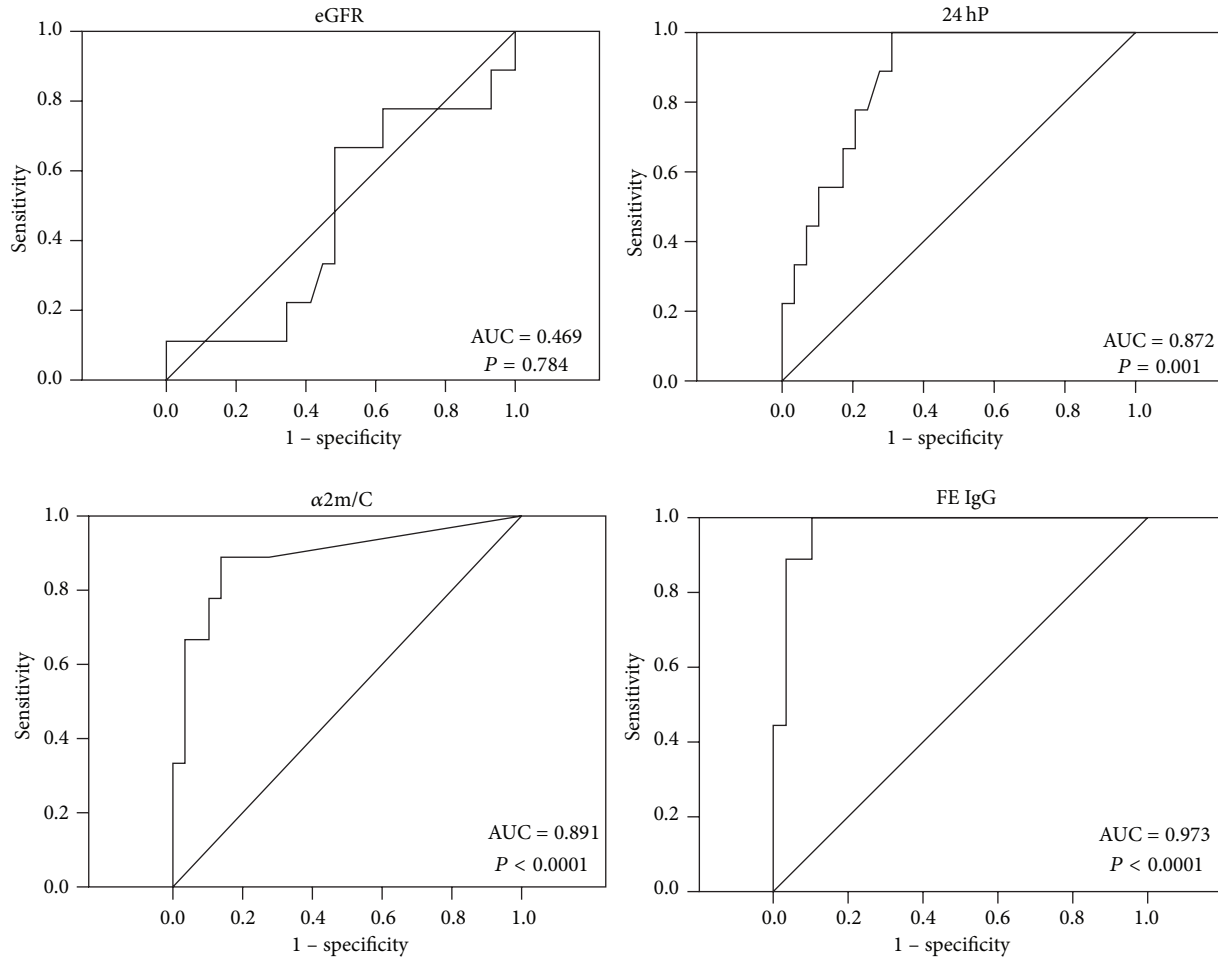 eGFR
1.0
0.8
0.6
0.4
0.2
0.0
Sensitivity
AUC = 0.469
P = 0.784
0.0 0.2 0.4 0.6 0.8 1.0
1 – specificity
24 hP
1.0
0.8
0.6
0.4
0.2
0.0
Sensitivity
AUC = 0.872
P = 0.001
0.0 0.2 0.4 0.6 0.8 1.0
1 – specificity
α2m/C
1.0
0.8
0.6
0.4
0.2
0.0
Sensitivity
AUC = 0.891
P < 0.0001
0.0 0.2 0.4 0.6 0.8 1.0
1 – specificity
FE IgG
1.0
0.8
0.6
0.4
0.2
0.0
Sensitivity
AUC = 0.973
P < 0.0001
0.0 0.2 0.4 0.6 0.8 1.0
1 – specificity